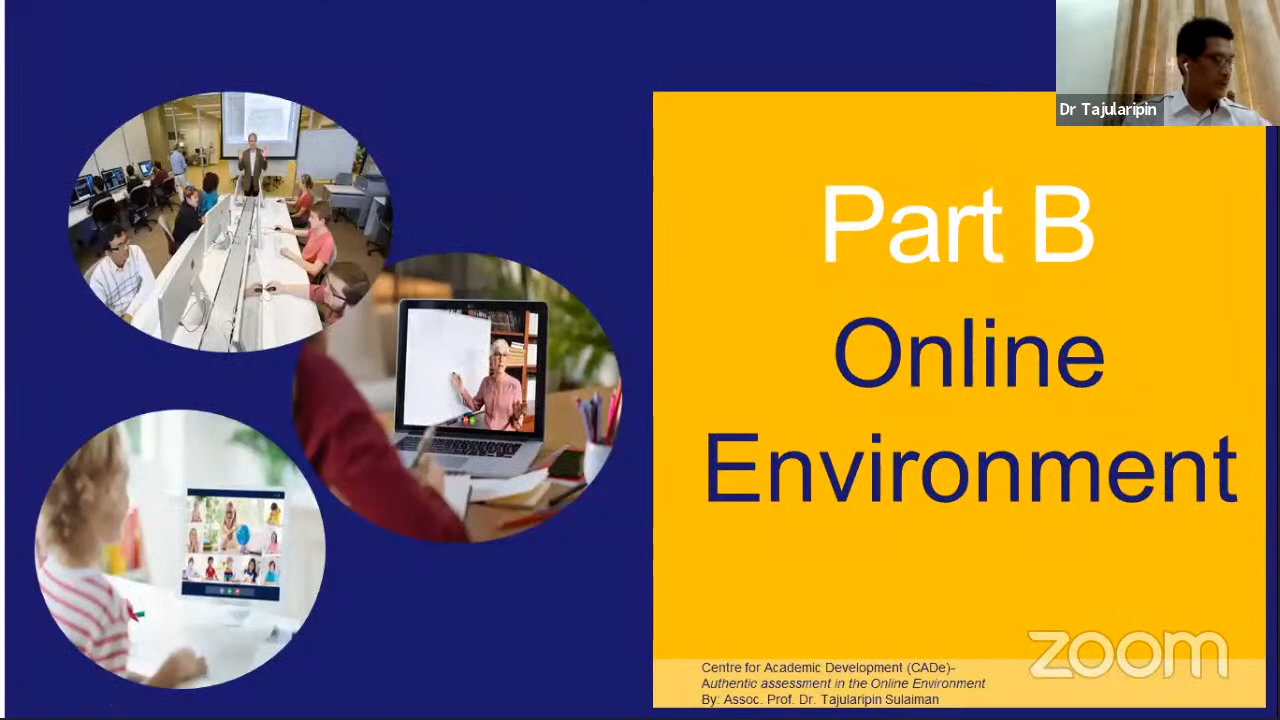 Dr Tajularipin
Part B
Online
Environment
zoom
Centre for Academic Development (CADe)-
Authentic assessment in the Online Environment
By: Assoc. Prof. Dr. Tajularipin Sulaiman